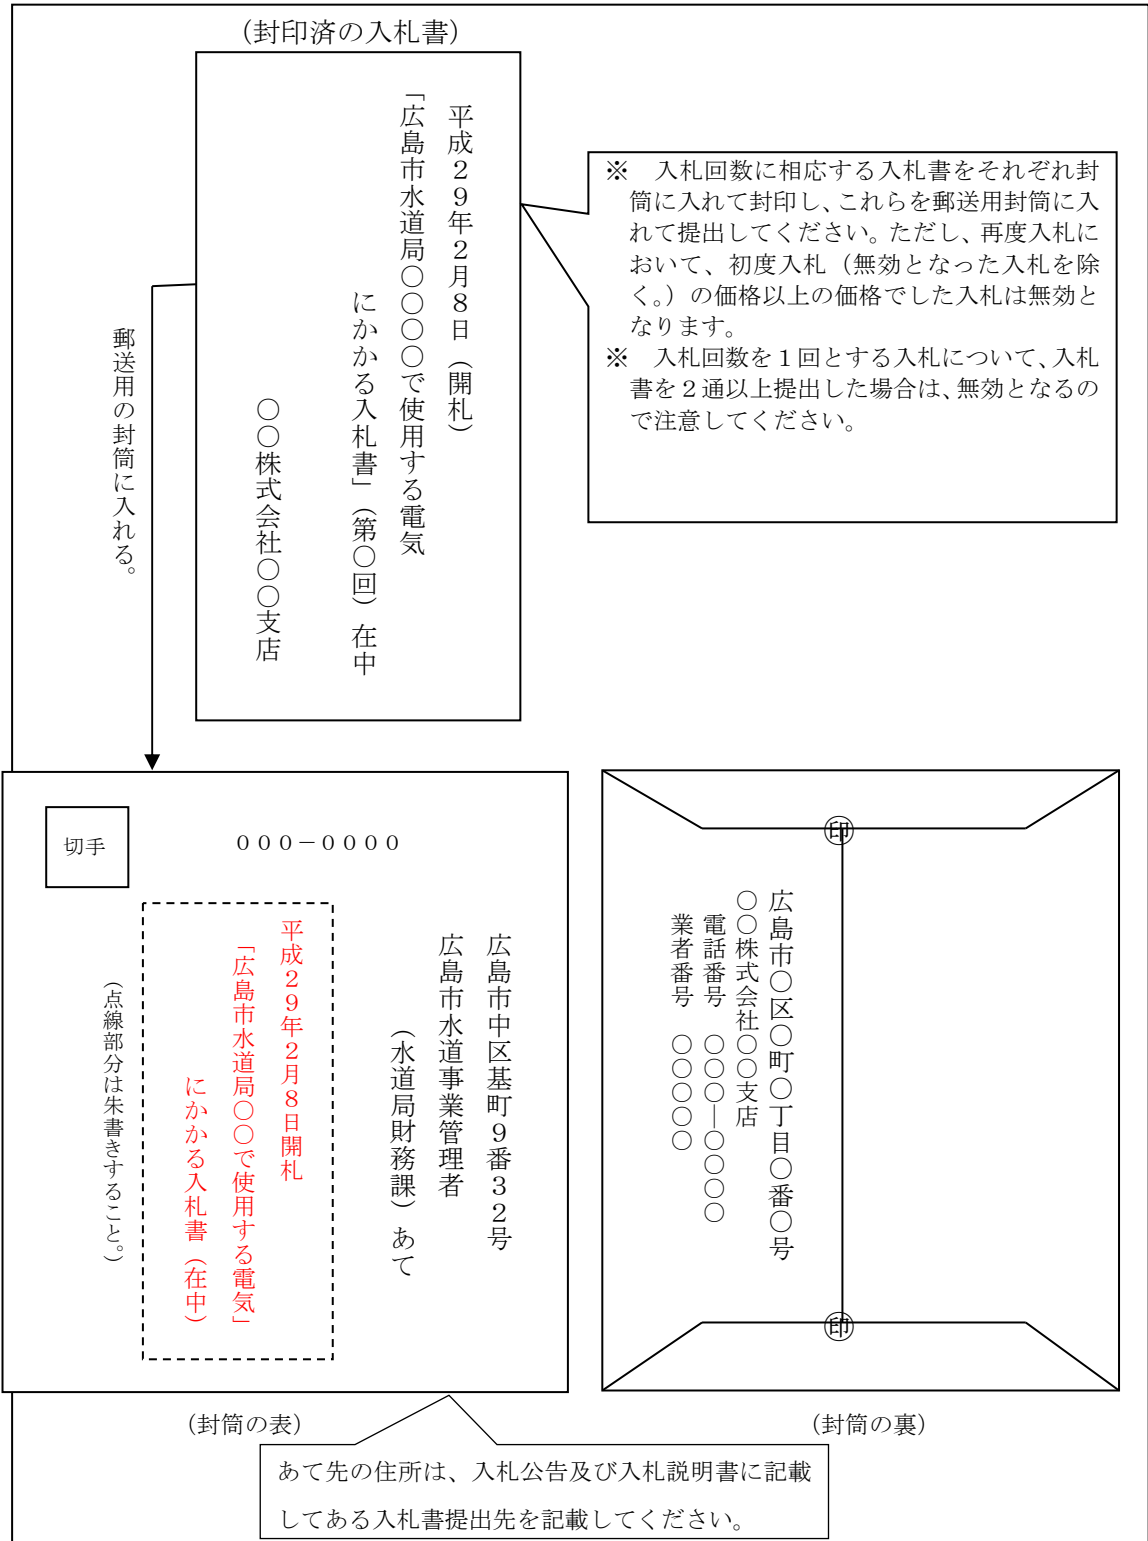 （封印済の入札書）
平成２９年２月８日（開札）
「広島市水道局〇〇〇〇で使用する電気
にかかる入札書」（第〇回）在中
〇〇株式会社〇〇支店
※　入札回数に相応する入札書をそれぞれ封
筒に入れて封印し、これらを郵送用封筒に入
れて提出してください。ただし、再度入札に
おいて、初度入札（無効となった入札を除
く。）の価格以上の価格でした入札は無効と
なります。
※　入札回数を１回とする入札について、入札
書を２通以上提出した場合は、無効となるの
で注意してください。
郵送用の封筒に入れる。
切手
０００－００００
広島市中区基町９番３２号
広島市水道事業管理者
（水道局財務課）あて
平成２９年２月８日開札
「広島市水道局〇〇で使用する電気」
にかかる入札書（在中）
（点線部分は朱書きすること。）
（封筒の表）
印
広島市〇区〇町〇丁目〇番〇号
〇〇株式会社〇〇支店
電話番号　〇〇〇―〇〇〇〇
業者番号　〇〇〇〇〇
印
（封筒の裏）
あて先の住所は、入札公告及び入札説明書に記載
してある入札書提出先を記載してください。